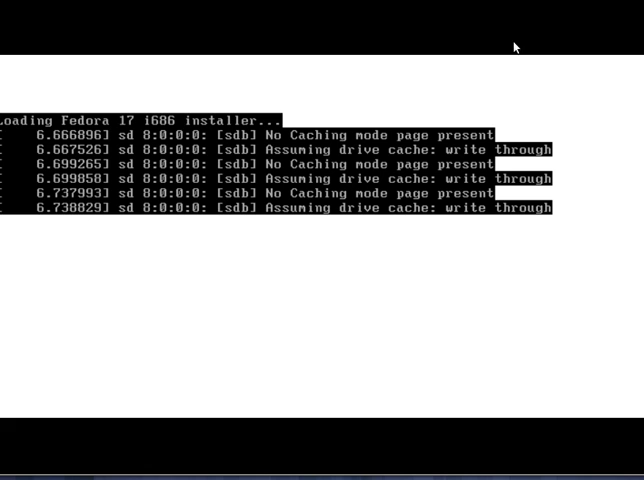 Loading Fedora 17 i686 installer...
[    6.666896] sd 8:0:0:0: [sdb] No Caching mode page present
[    6.667526] sd 8:0:0:0: [sdb] Assuming drive cache: write through
[    6.699265] sd 8:0:0:0: [sdb] No Caching mode page present
[    6.699858] sd 8:0:0:0: [sdb] Assuming drive cache: write through
[    6.737993] sd 8:0:0:0: [sdb] No Caching mode page present
[    6.738829] sd 8:0:0:0: [sdb] Assuming drive cache: write through